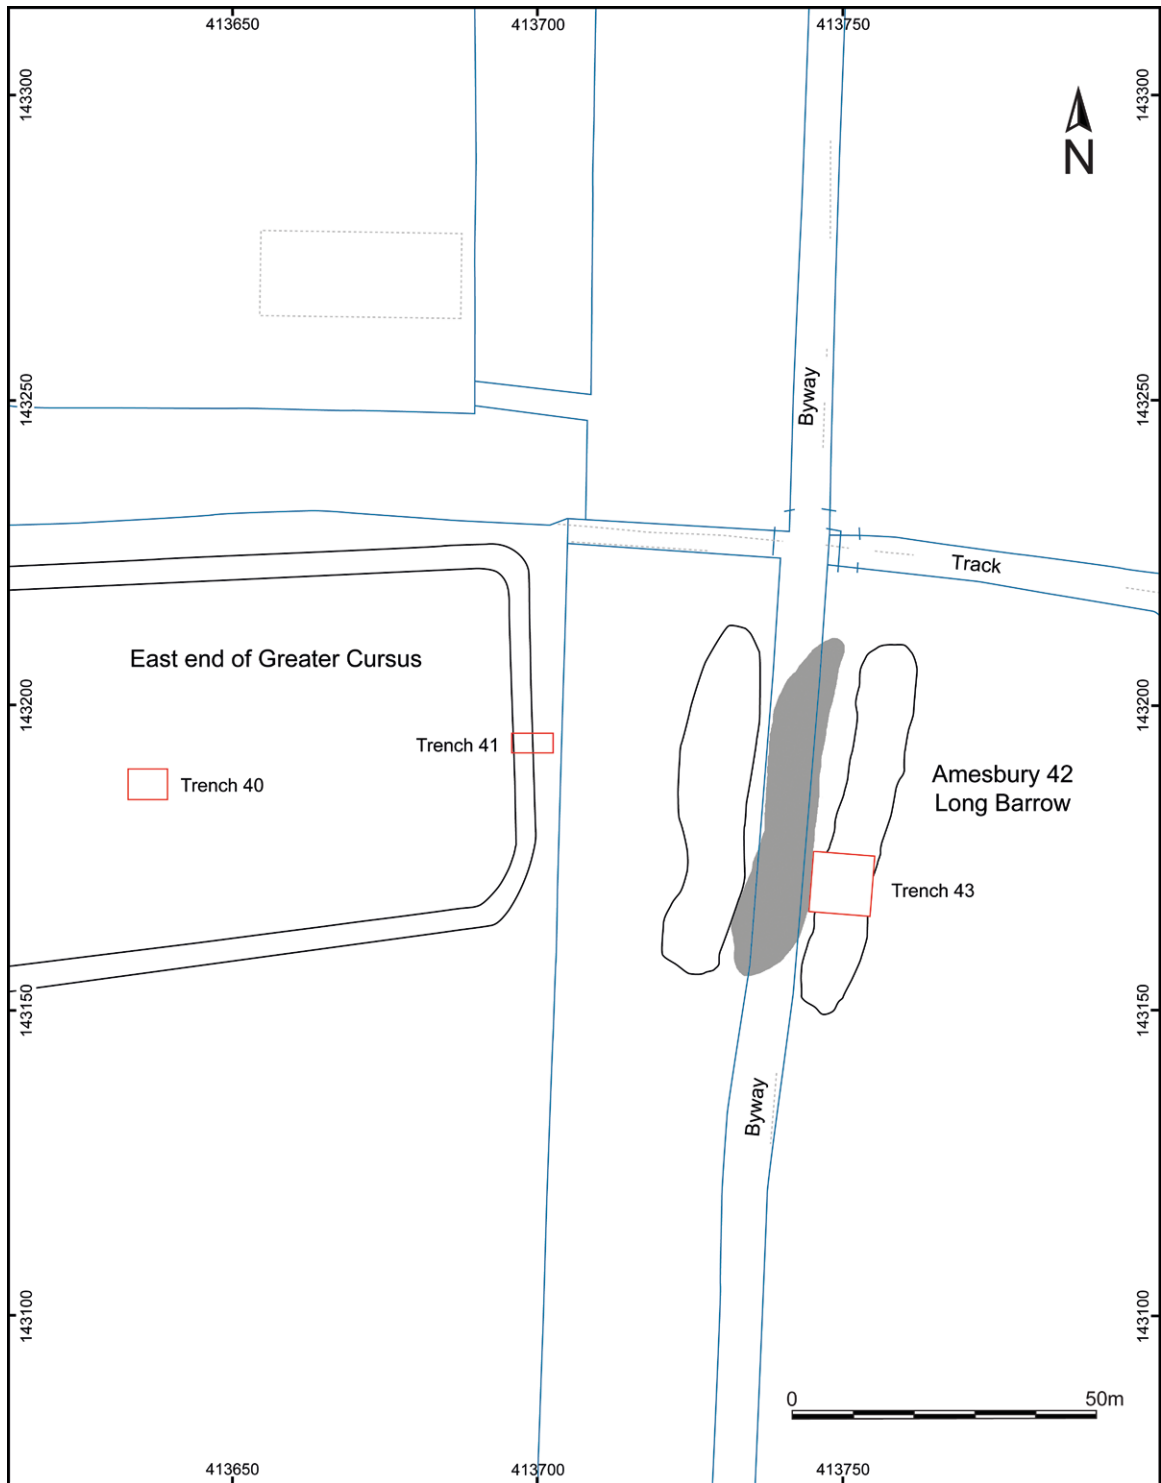 413650
413700
413750
143300
143300
N
143250
Byway
143250
Track
East end of Greater Cursus
143200
143200
Trench 41
Amesbury 42
Long Barrow
Trench 40
Trench 43
143150
143150
Byway
143100
143100
0
50m
413650
413700
413750